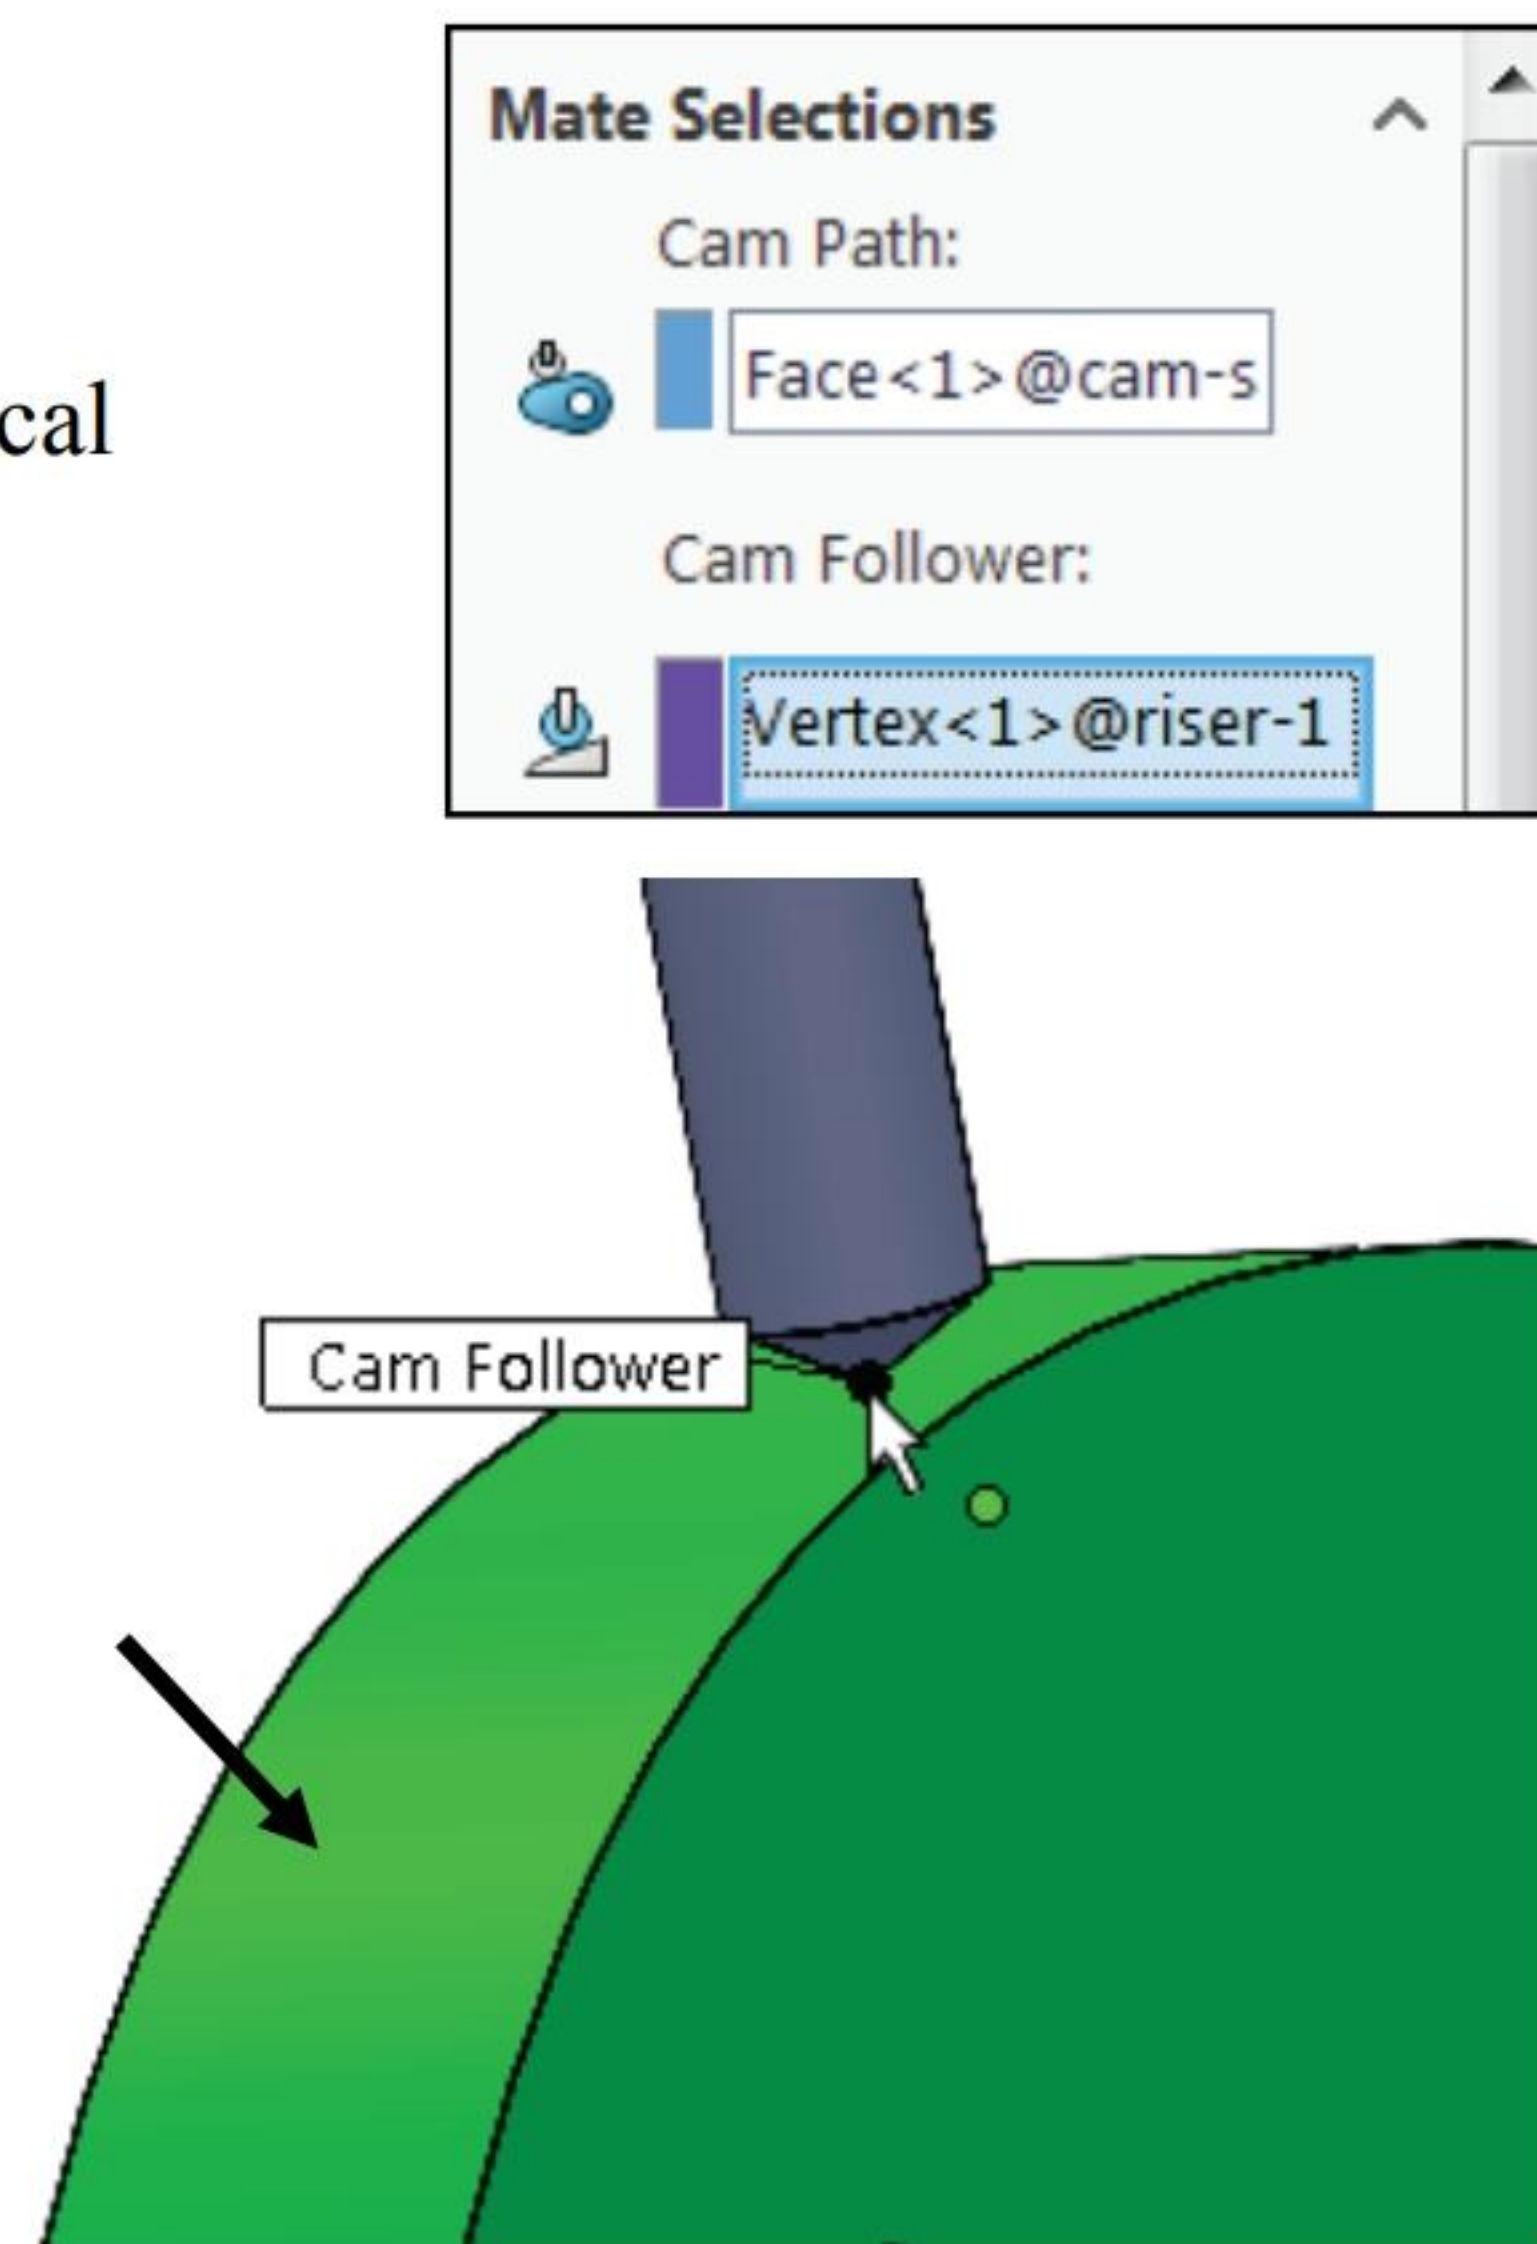 Mate Selections
Cam Path:
Face<1>@cam-s
cal
Cam Follower:
Vertex<1>@riser-1
Cam Follower